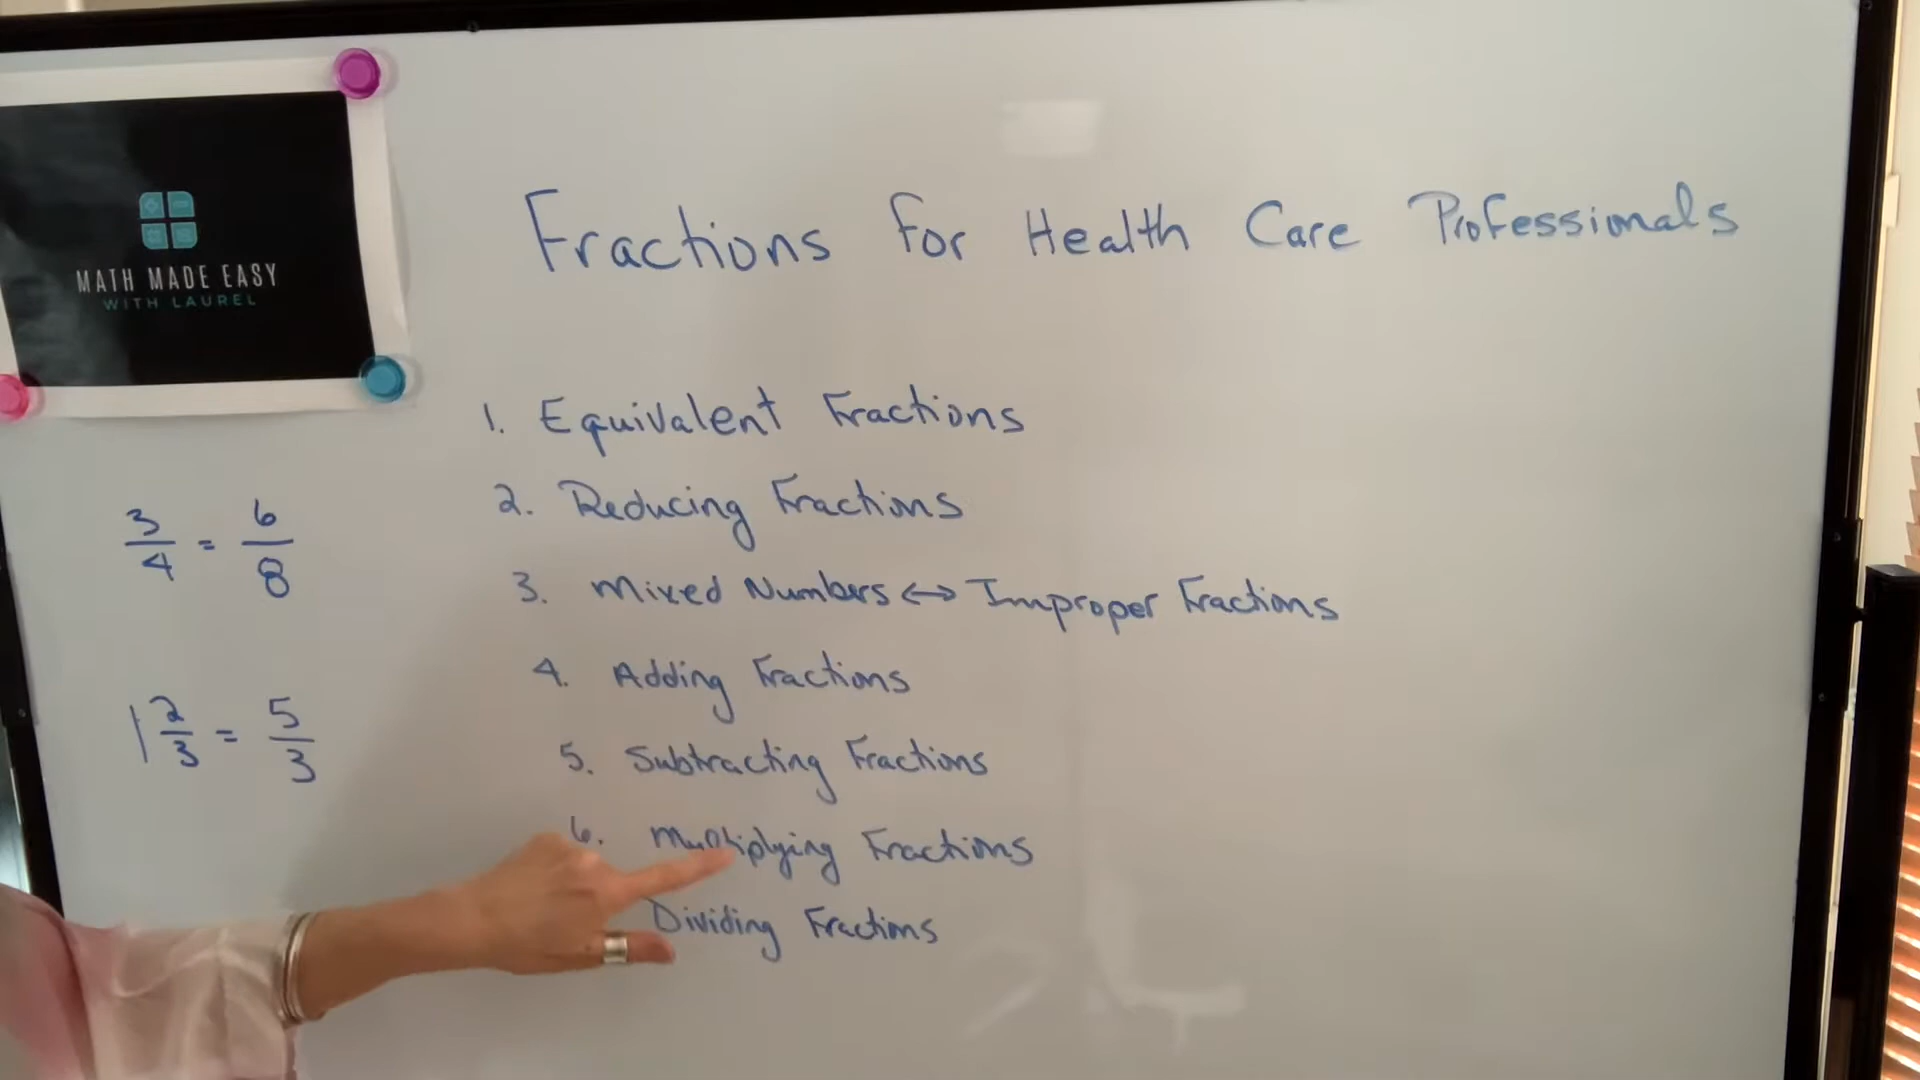 MATH MADE EASY
WITH LAUREL
Fractions for Health Care Professionals
1. Equivalent Fractions
2. Reducing Fractions
3. Mixed Numbers ↔ Improper Fractions
4. Adding Fractions
5. Subtracting Fractions
6. Multiplying Fractions
Dividing Fractions
3/4 = 6/8
1 2/3 = 5/3